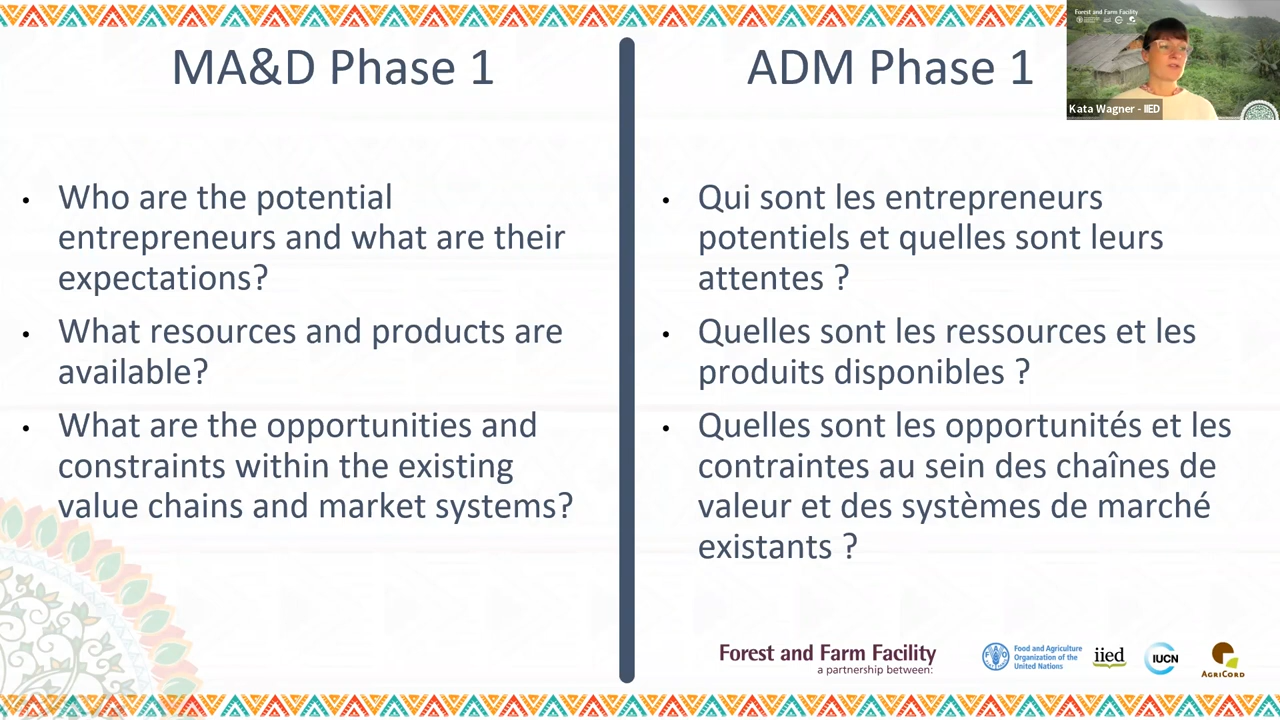 MA&D Phase 1
Who are the potential
entrepreneurs and what are their
expectations?
What resources and products are
available?
What are the opportunities and
constraints within the existing
value chains and market systems?
ADM Phase 1
Qui sont les entrepreneurs
potentiels et quelles sont leurs
attentes ?
Quelles sont les ressources et les
produits disponibles ?
Quelles sont les opportunités et les
contraintes au sein des chaînes de
valeur et des systèmes de marché
existants ?
Forest and Farm Facility
Kata Wagner - IIED
Forest and Farm Facility
a partnership between:
Food and Agriculture
Organization of the
United Nations
iied
IUCN
AGRICORD